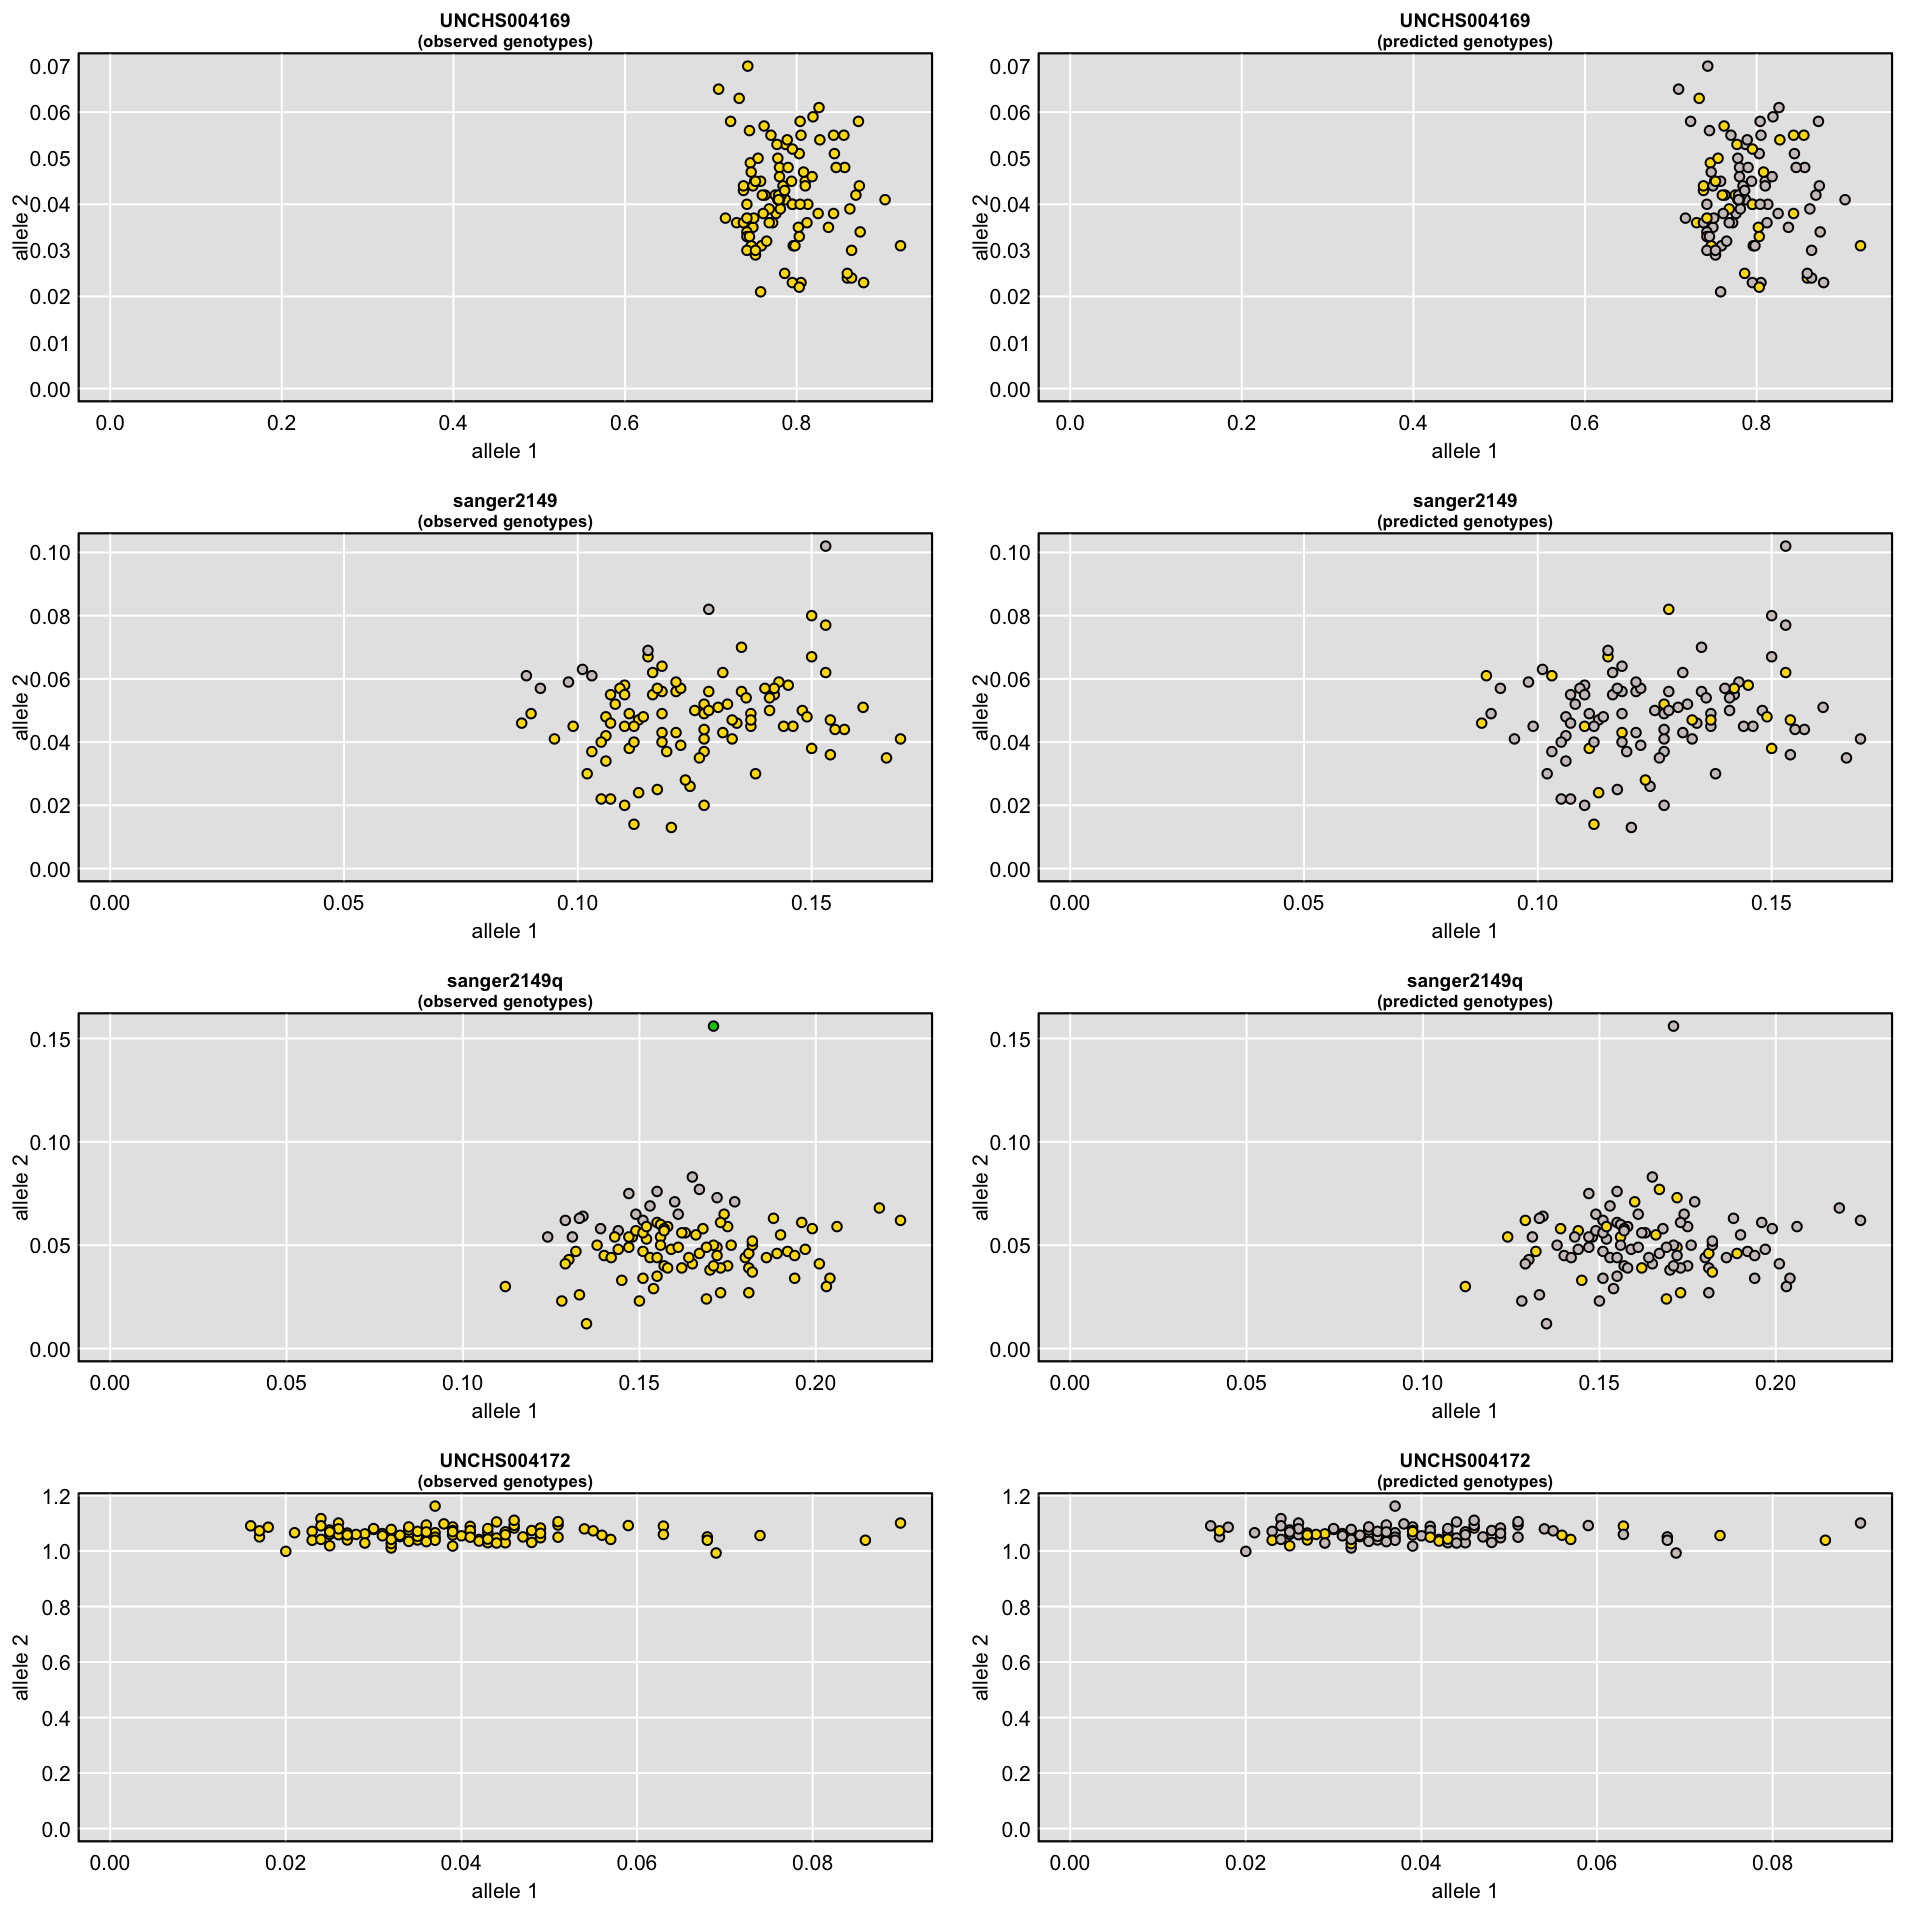 UNCHS004169
(observed genotypes)
0.07
0.06
0.05
0.04
0.03
0.02
0.01
0.00
allele 2
0.0 0.2 0.4 0.6 0.8
allele 1
UNCHS004169
(predicted genotypes)
0.07
0.06
0.05
0.04
0.03
0.02
0.01
0.00
allele 2
0.0 0.2 0.4 0.6 0.8
allele 1
sanger2149
(observed genotypes)
0.10
0.08
0.06
0.04
0.02
0.00
allele 2
0.00 0.05 0.10 0.15
allele 1
sanger2149
(predicted genotypes)
0.10
0.08
0.06
0.04
0.02
0.00
allele 2
0.00 0.05 0.10 0.15
allele 1
sanger2149q
(observed genotypes)
0.15
0.10
0.05
0.00
allele 2
0.00 0.05 0.10 0.15 0.20
allele 1
sanger2149q
(predicted genotypes)
0.15
0.10
0.05
0.00
allele 2
0.00 0.05 0.10 0.15 0.20
allele 1
UNCHS004172
(observed genotypes)
1.2
1.0
0.8
0.6
0.4
0.2
0.0
allele 2
0.00 0.02 0.04 0.06 0.08
allele 1
UNCHS004172
(predicted genotypes)
1.2
1.0
0.8
0.6
0.4
0.2
0.0
allele 2
0.00 0.02 0.04 0.06 0.08
allele 1